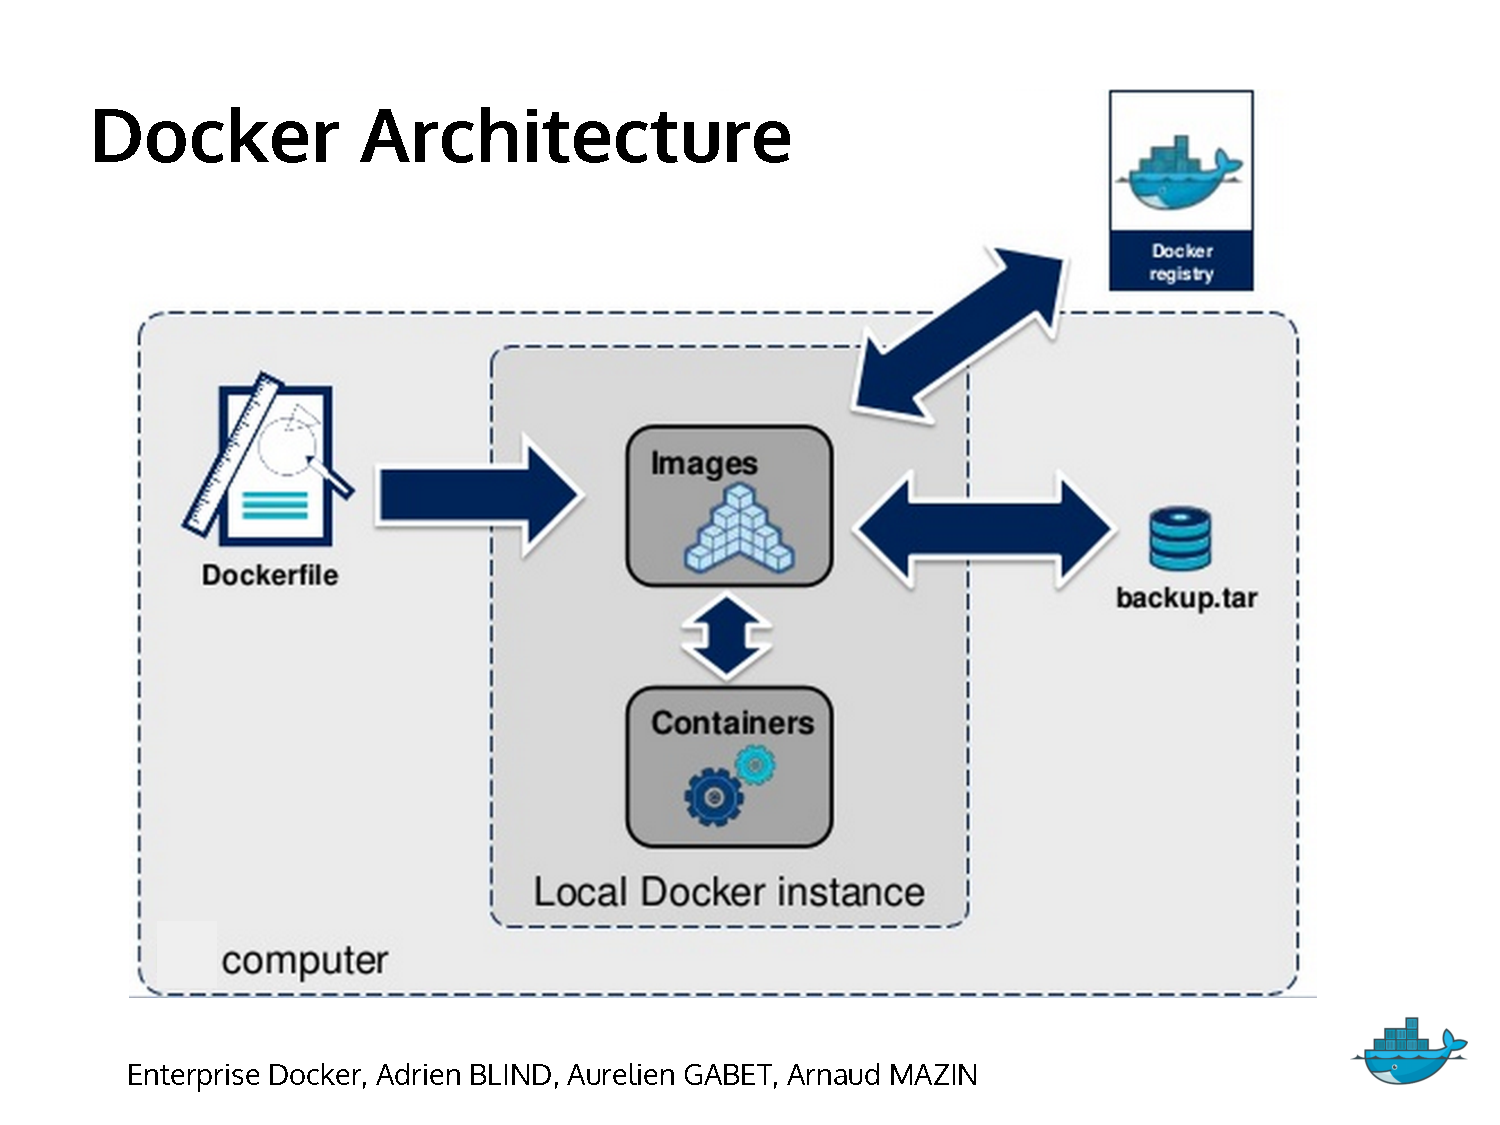 Docker Architecture
Docker
registry
Images
Dockerfile
backup.tar
Containers
Local Docker instance
computer
Enterprise Docker, Adrien BLIND, Aurelien GABET, Arnaud MAZIN